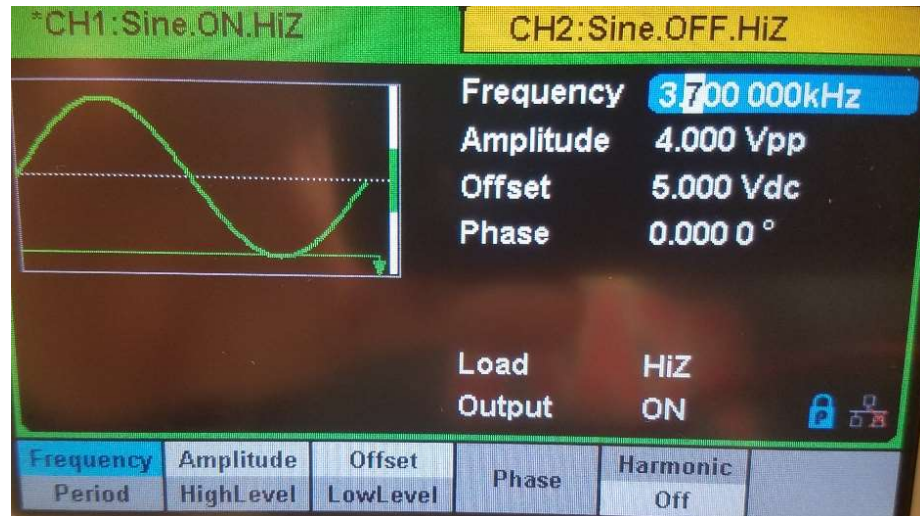 *CH1:Sine.ON.HiZ
CH2:Sine.OFF.HiZ
Frequency 3.700 000kHz
Amplitude 4.000 Vpp
Offset 5.000 Vdc
Phase 0.000 0 °
Load HiZ
Output ON
P
Frequency Amplitude Offset Phase Harmonic
Period HighLevel LowLevel Off